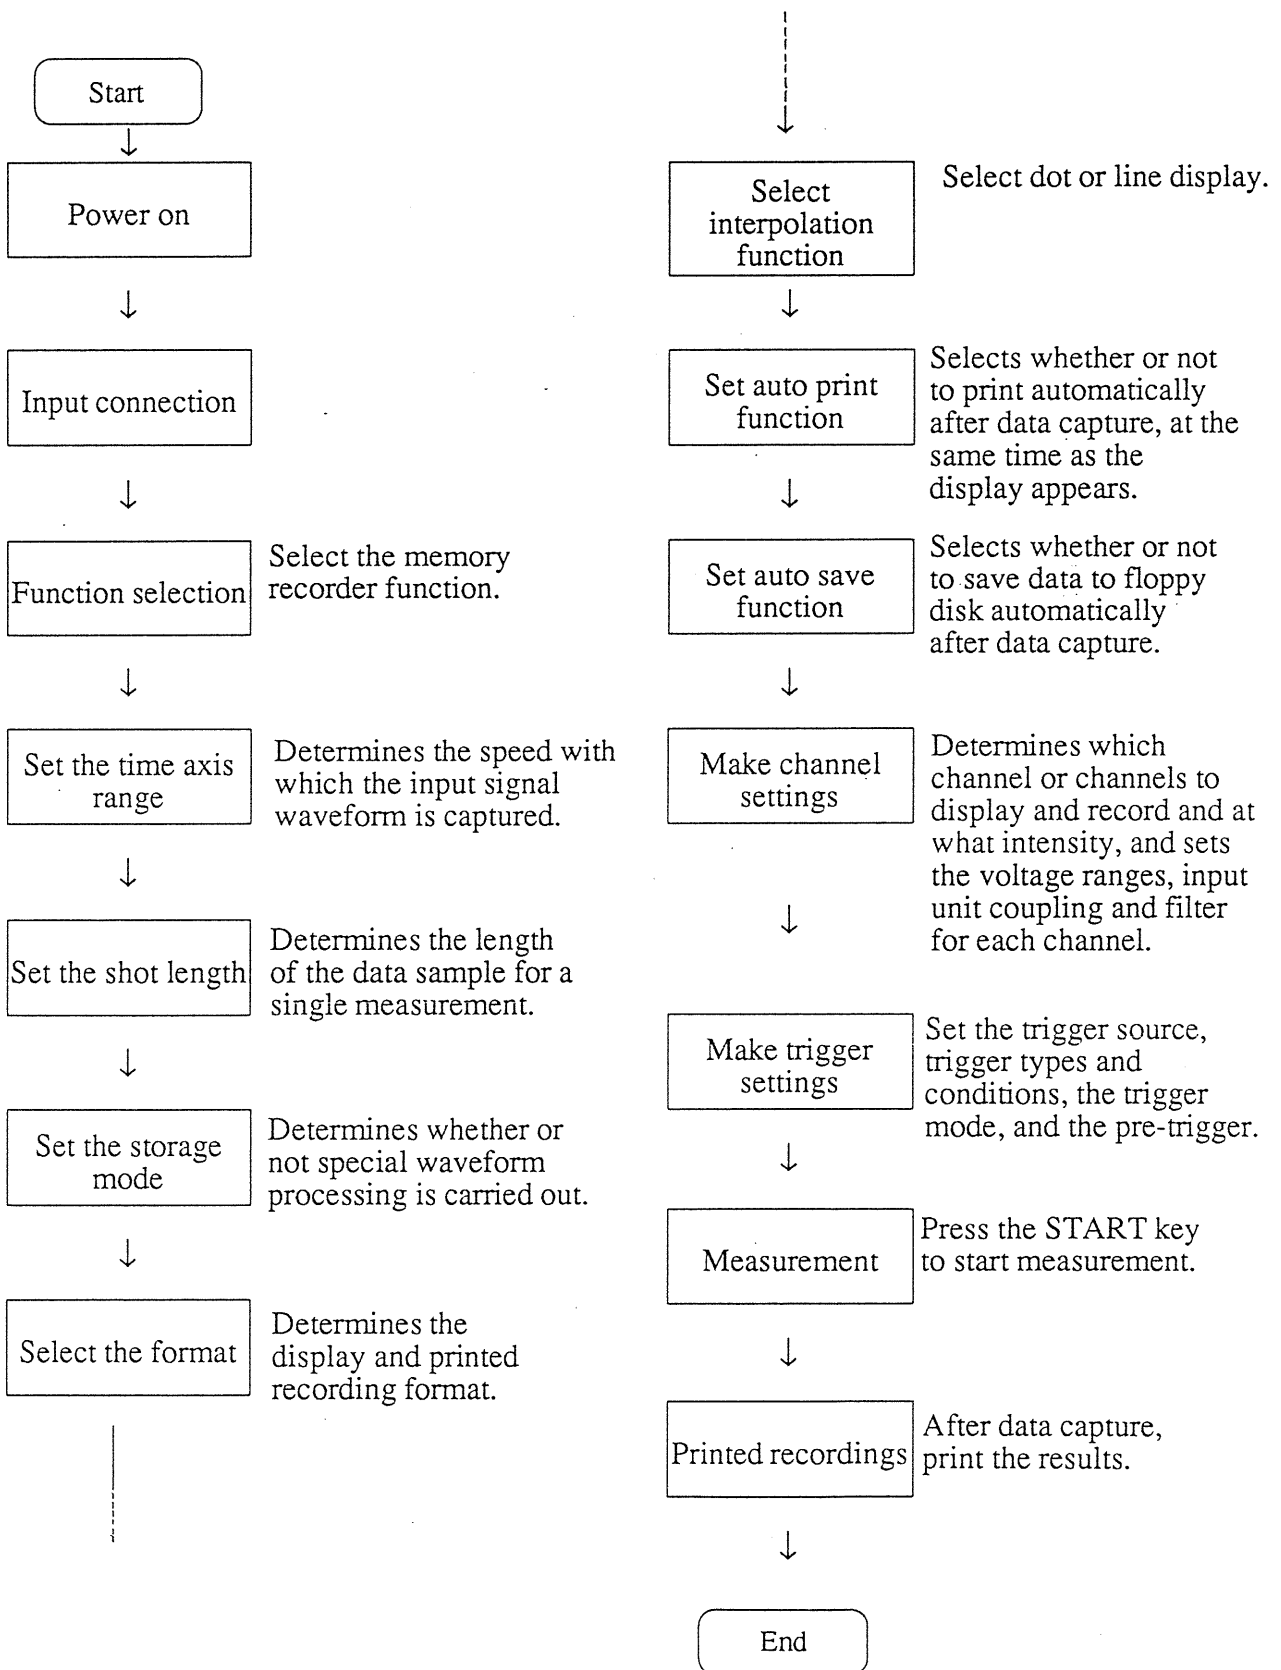 Start
Power on
Input connection
Function selection
Select the memory
recorder function.
Set the time axis
range
Determines the speed with
which the input signal
waveform is captured.
Set the shot length
Determines the length
of the data sample for a
single measurement.
Set the storage
mode
Determines whether or
not special waveform
processing is carried out.
Select the format
Determines the
display and printed
recording format.
Select
interpolation
function
Select dot or line display.
Set auto print
function
Selects whether or not
to print automatically
after data capture, at the
same time as the
display appears.
Set auto save
function
Selects whether or not
to save data to floppy
disk automatically
after data capture.
Make channel
settings
Determines which
channel or channels to
display and record and at
what intensity, and sets
the voltage ranges, input
unit coupling and filter
for each channel.
Make trigger
settings
Set the trigger source,
trigger types and
conditions, the trigger
mode, and the pre-trigger.
Measurement
Press the START key
to start measurement.
Printed recordings
After data capture,
print the results.
End